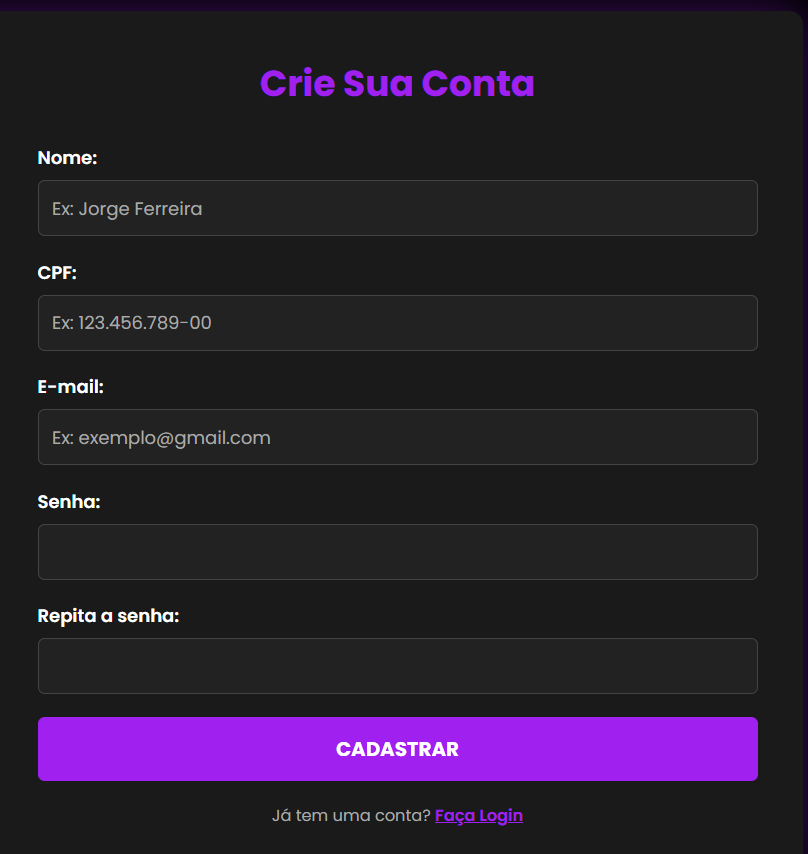 Crie Sua Conta
Nome:
Ex: Jorge Ferreira
CPF:
Ex: 123.456.789-00
E-mail:
Ex: exemplo@gmail.com
Senha:
Repita a senha:
CADASTRAR
Já tem uma conta? Faça Login